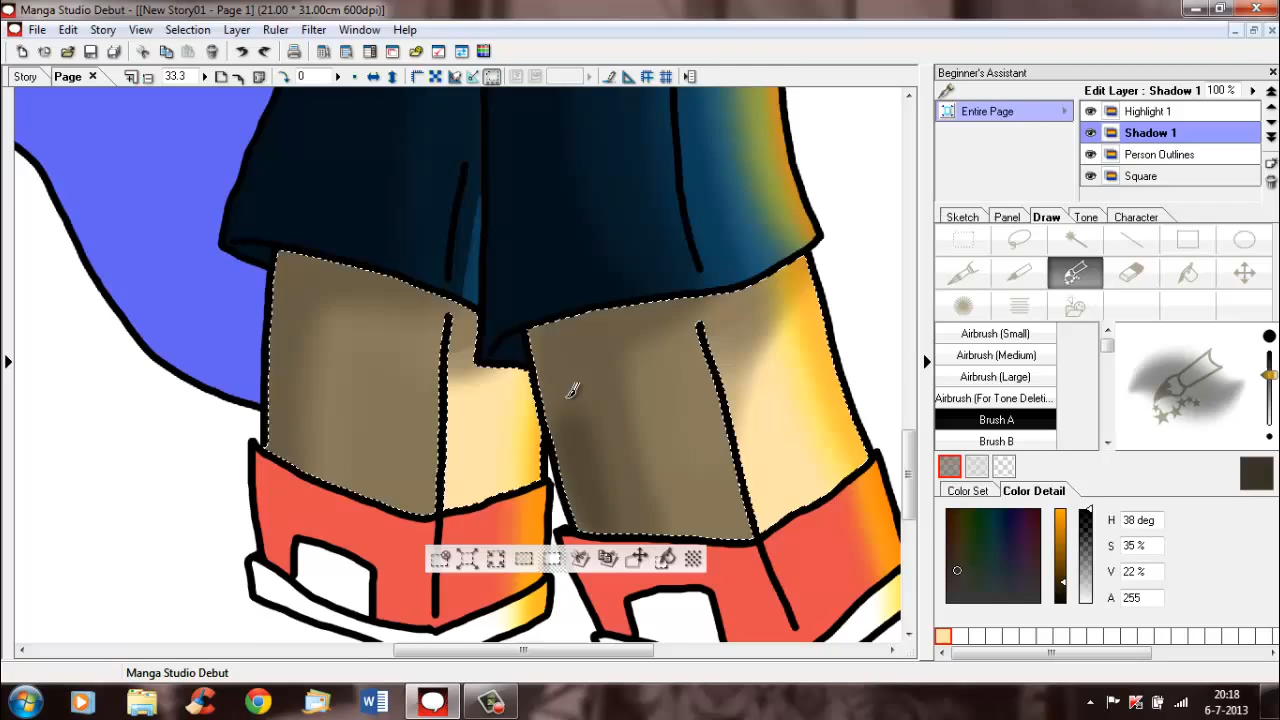 Manga Studio Debut - [[New Story01 - Page 1] (21.00 * 31.00cm 600dpi)]
File Edit Story View Selection Layer Ruler Filter Window Help
Story Page 33.3 0
Beginner's Assistant
Edit Layer : Shadow 1 100 %
Entire Page
Highlight 1
Shadow 1
Person Outlines
Square
Sketch Panel Draw Tone Character
Airbrush (Small)
Airbrush (Medium)
Airbrush (Large)
Airbrush (For Tone Deleti...
Brush A
Brush B
Color Set Color Detail
H 38 deg
S 35 %
V 22 %
A 255
Manga Studio Debut
20:18
6-7-2013